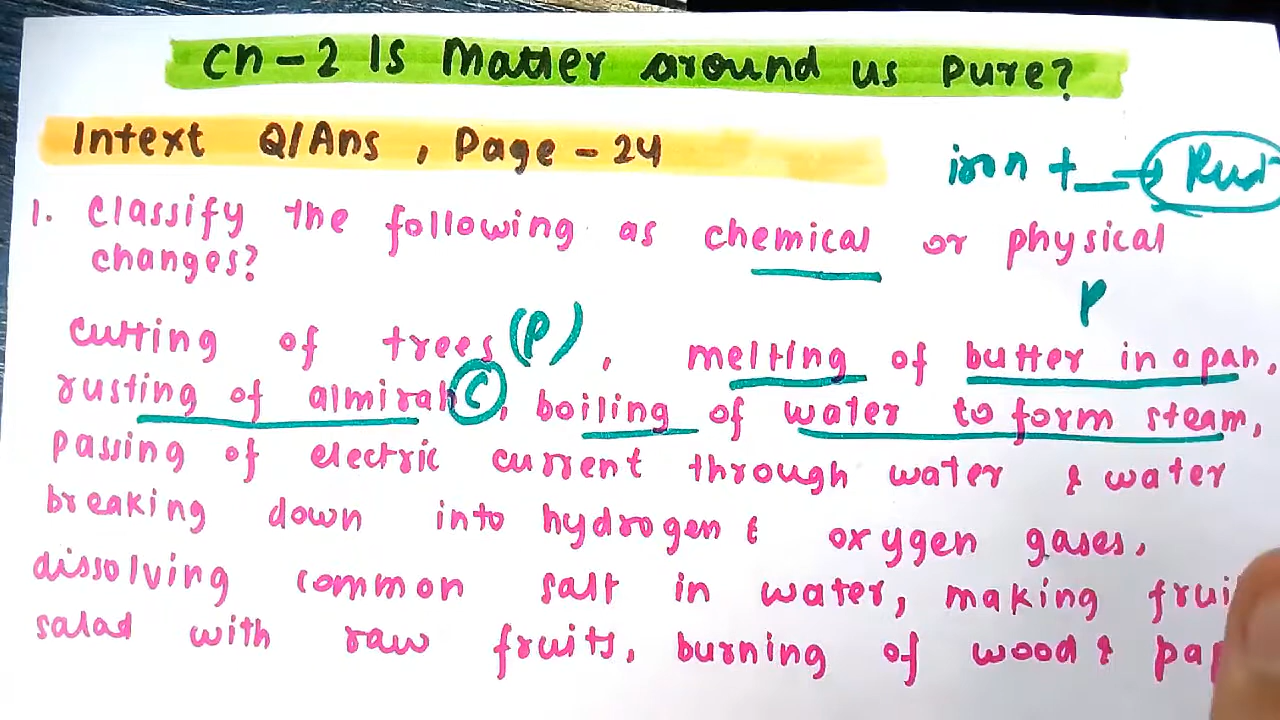 Ch-2 Is Matter around us Pure?
Intext Q/Ans, Page-24
iron + __ → Rust
1. Classify the following as chemical or physical
changes?
P
cutting of trees (P), melting of butter in a pan,
rusting of almirah (C), boiling of water to form steam,
passing of electric current through water & water
breaking down into hydrogen & oxygen gases,
dissolving common salt in water, making
salad with raw fruits, burning of wood &